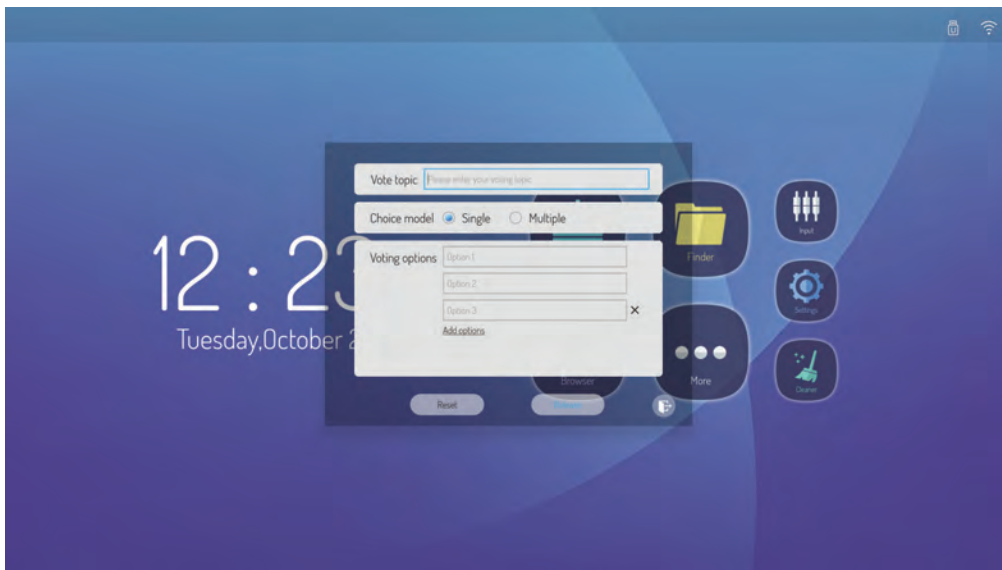 Vote topic Please enter your voting topic
Choice model Single Multiple
Voting options Option 1
Option 2
Option 3
Add options
Reset
12 : 23
Tuesday,October
Finder
Browser
More
Input
Settings
Cleaner